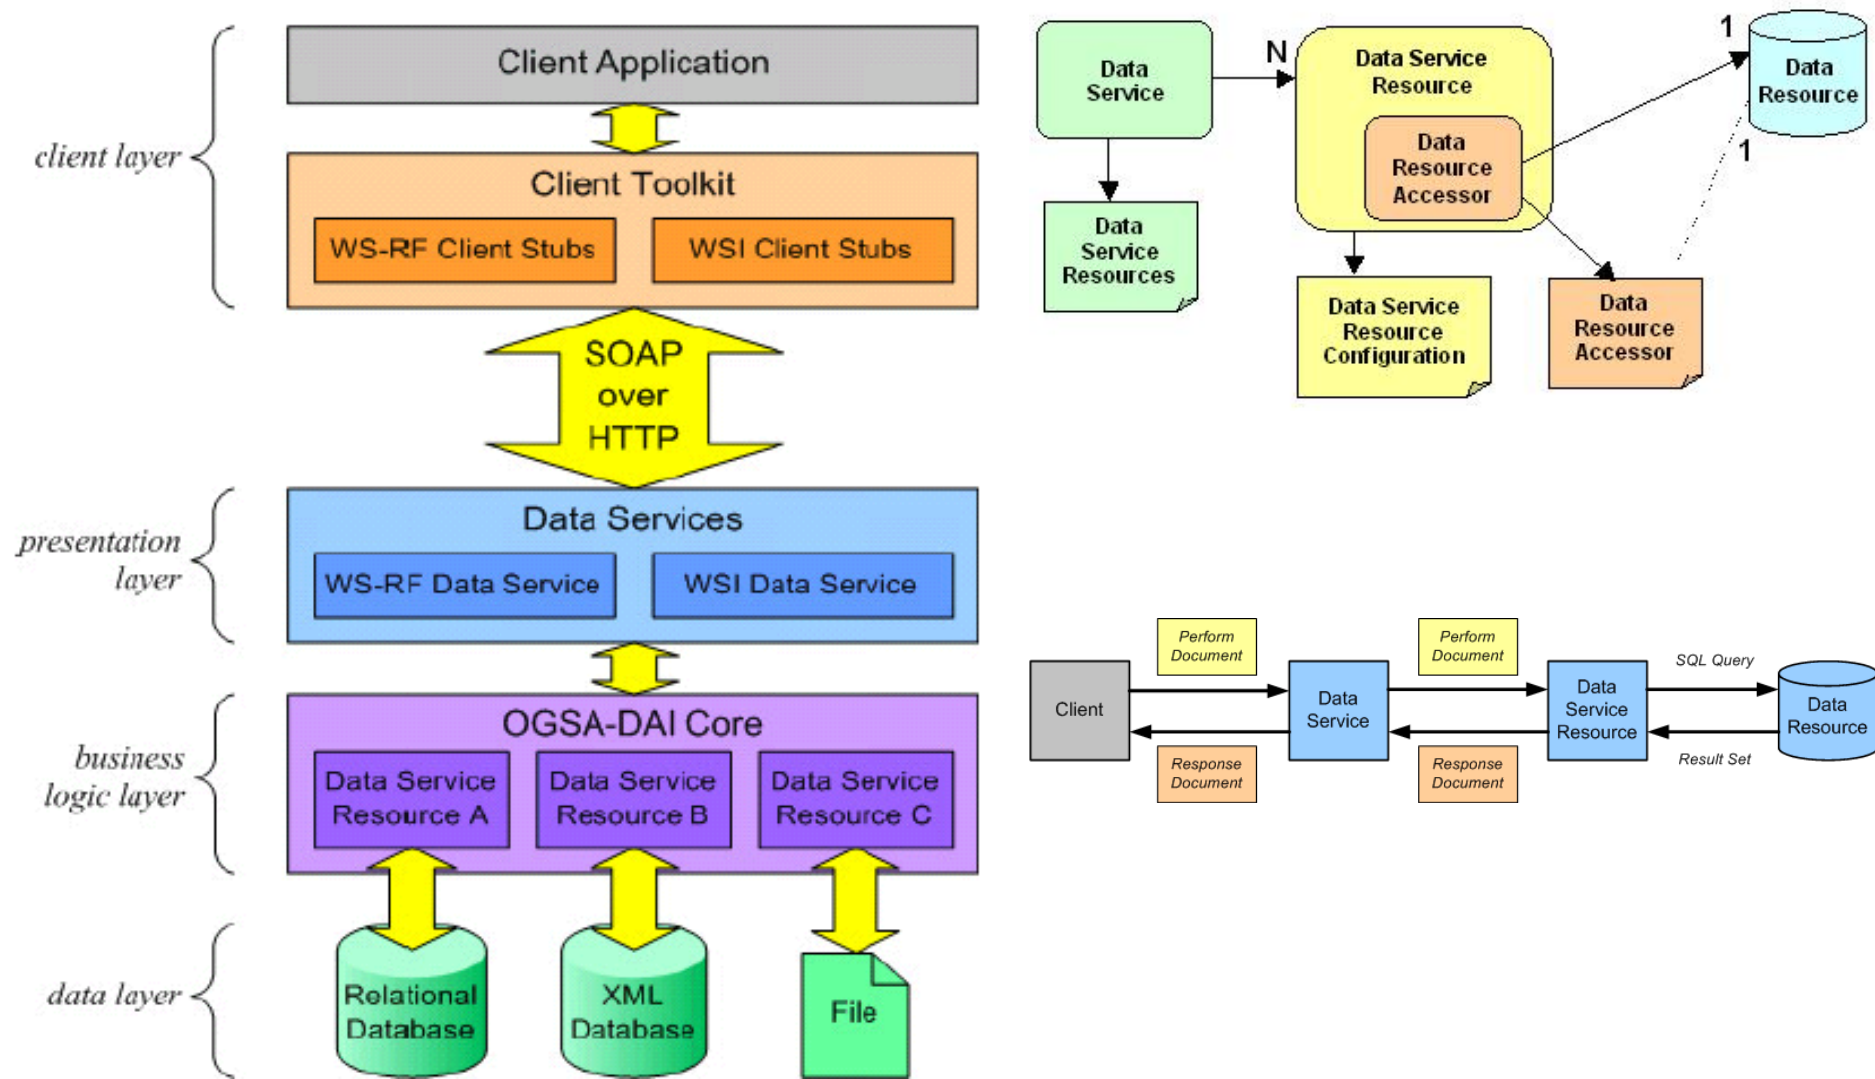 client layer
Client Application
Client Toolkit
WS-RF Client Stubs
WSI Client Stubs
SOAP
over
HTTP
presentation
layer
Data Services
WS-RF Data Service
WSI Data Service
business
logic layer
OGSA-DAI Core
Data Service
Resource A
Data Service
Resource B
Data Service
Resource C
data layer
Relational
Database
XML
Database
File
Data
Service
N
Data Service
Resource
Data
Resource
Accessor
1
Data
Resource
1
Data
Service
Resources
Data Service
Resource
Configuration
Data
Resource
Accessor
Client
Perform
Document
Response
Document
Data
Service
Perform
Document
Response
Document
Data
Service
Resource
SQL Query
Result Set
Data
Resource